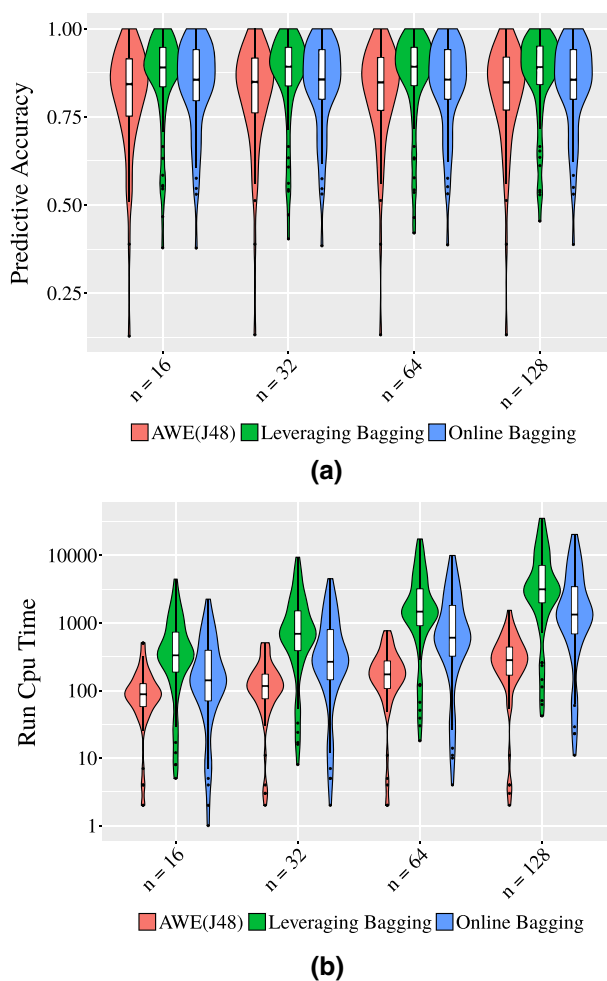 1.00
0.75
0.50
0.25
Predictive Accuracy
n = 16
n = 32
n = 64
n = 128
AWE(J48) Leveraging Bagging Online Bagging
(a)
10000
1000
100
10
1
Run Cpu Time
n = 16
n = 32
n = 64
n = 128
AWE(J48) Leveraging Bagging Online Bagging
(b)